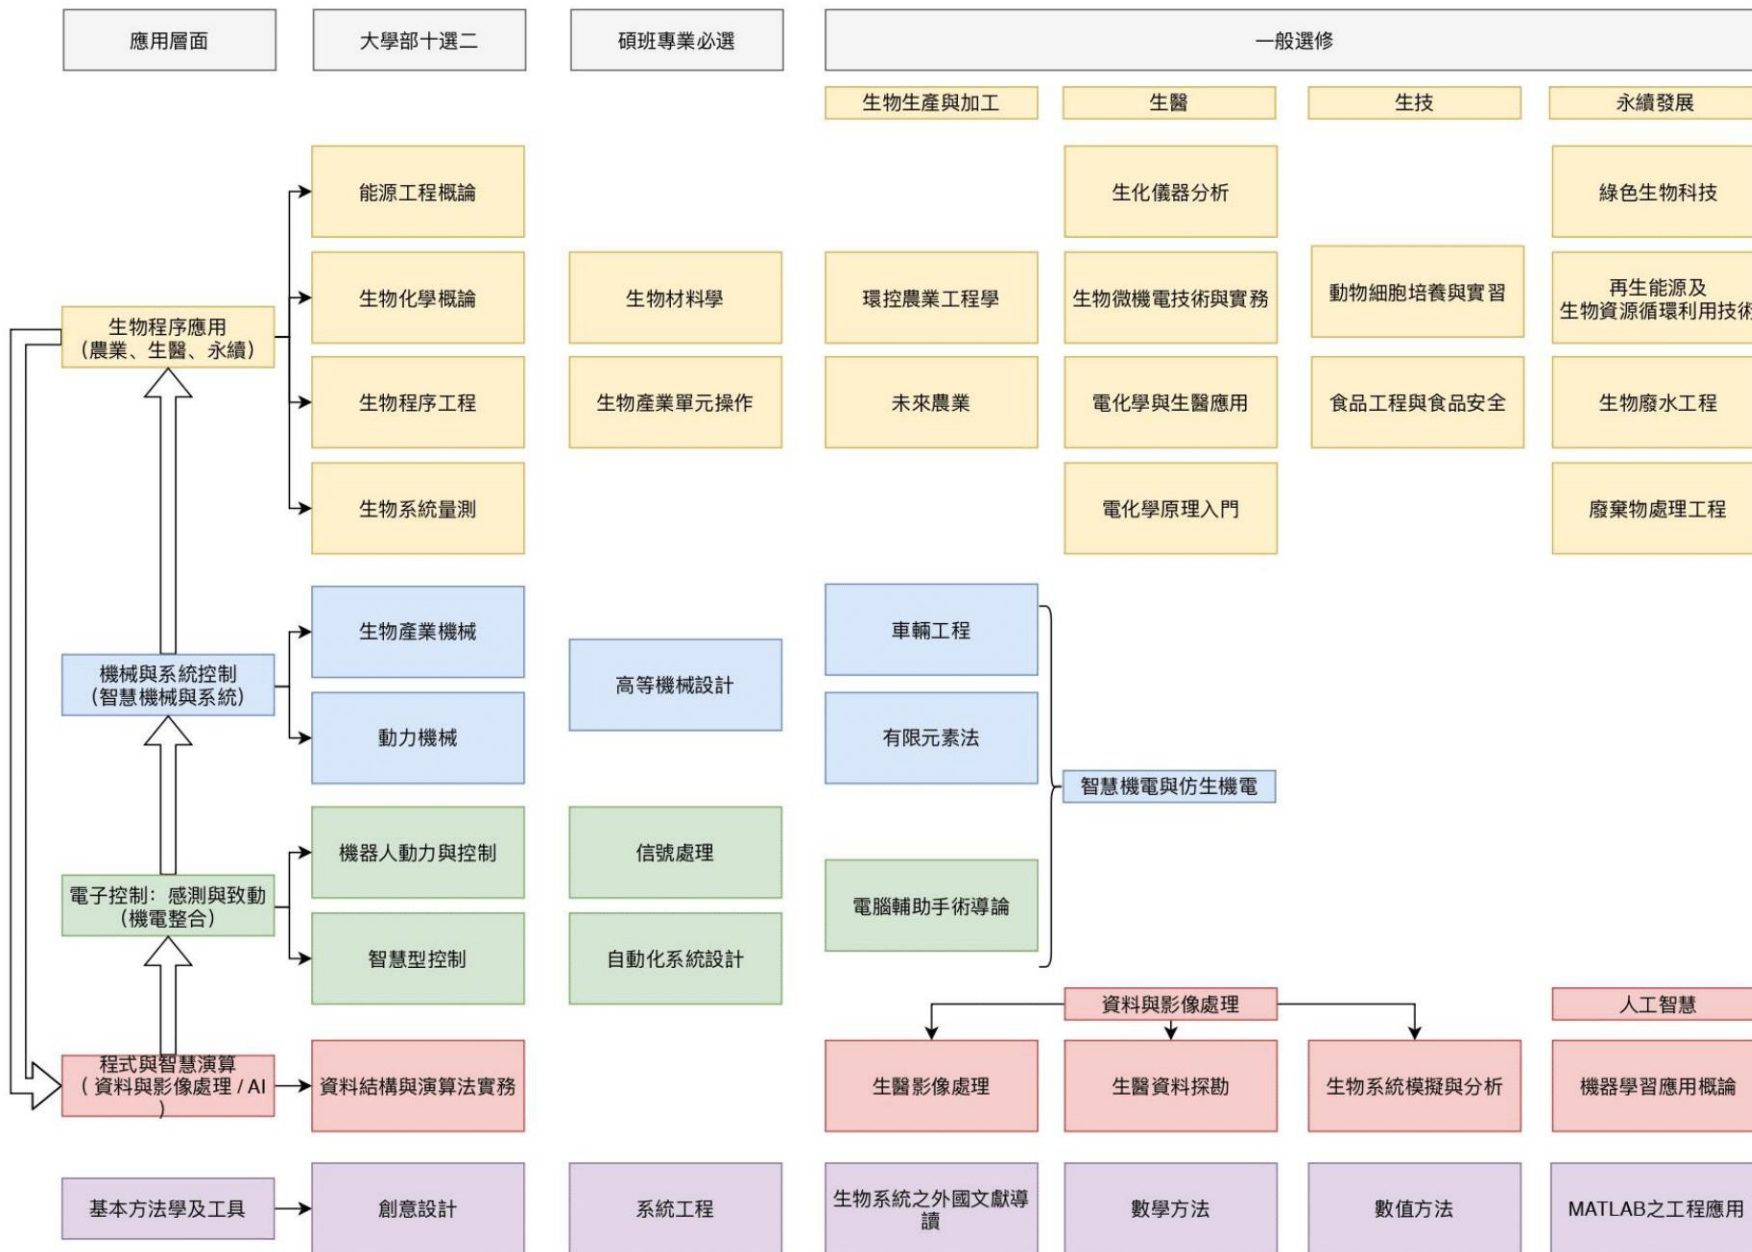 應用層面
大學部十選二
碩班專業必選
一般選修
生物生產與加工
生醫
生技
永續發展
能源工程概論
生化儀器分析
綠色生物科技
生物程序應用
(農業、生醫、永續)
生物化學概論
生物材料學
環控農業工程學
生物微機電技術與實務
動物細胞培養與實習
再生能源及
生物資源循環利用技術
生物程序工程
生物產業單元操作
未來農業
電化學與生醫應用
食品工程與食品安全
生物廢水工程
生物系統量測
電化學原理入門
廢棄物處理工程
機械與系統控制
(智慧機械與系統)
生物產業機械
高等機械設計
車輛工程
動力機械
有限元素法
智慧機電與仿生機電
電子控制：感測與致動
(機電整合)
機器人動力與控制
信號處理
電腦輔助手術導論
智慧型控制
自動化系統設計
資料與影像處理
人工智慧
程式與智慧演算
( 資料與影像處理 / AI
)
資料結構與演算法實務
生醫影像處理
生醫資料探勘
生物系統模擬與分析
機器學習應用概論
基本方法學及工具
創意設計
系統工程
生物系統之外國文獻導
讀
數學方法
數值方法
MATLAB之工程應用